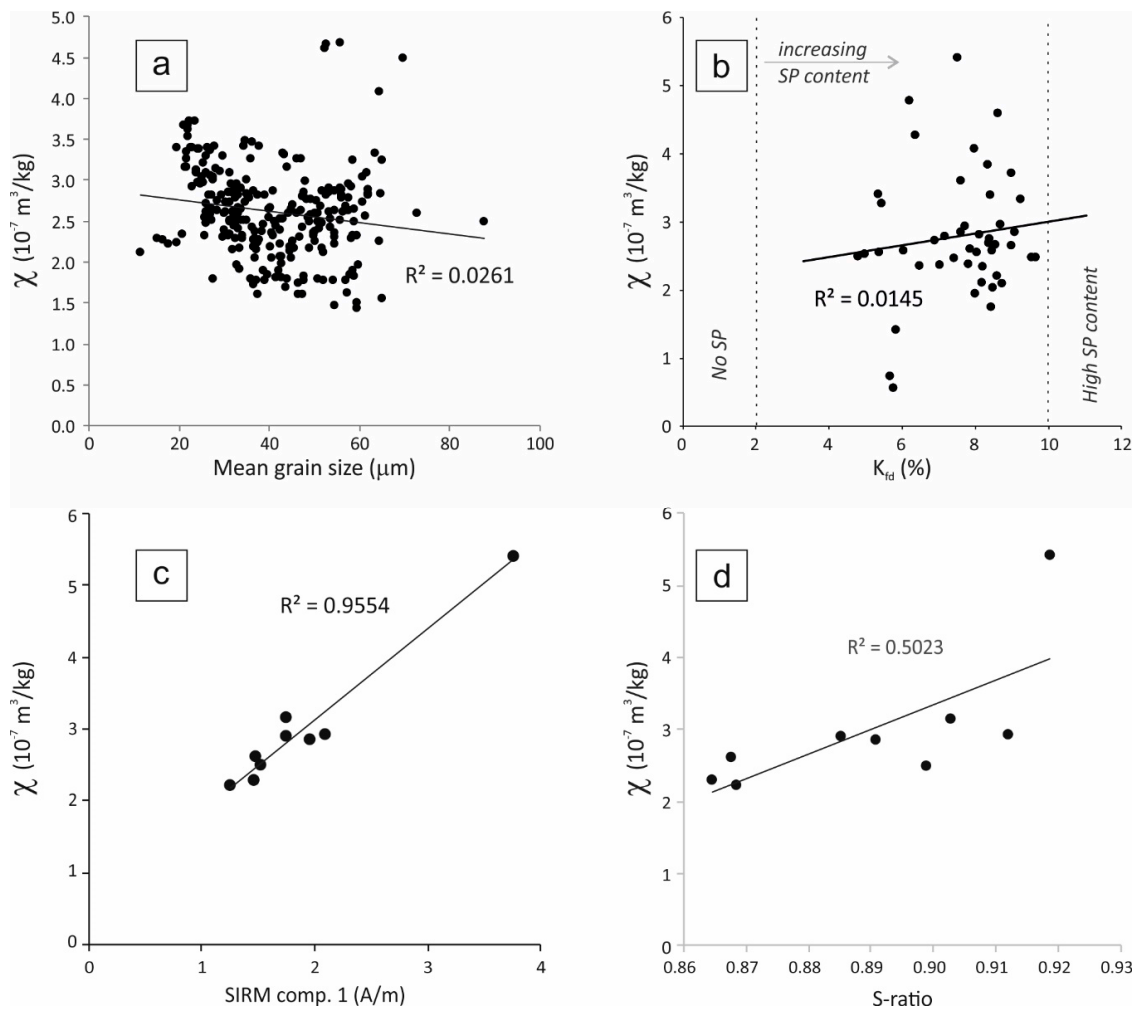 a
5.0
4.5
4.0
3.5
3.0
2.5
2.0
1.5
1.0
0.5
0.0
χ (10⁻⁷ m³/kg)
R² = 0.0261
0 20 40 60 80 100
Mean grain size (μm)
b
increasing
SP content
6
5
4
3
2
1
0
χ (10⁻⁷ m³/kg)
R² = 0.0145
No SP
High SP content
0 2 4 6 8 10 12
K_fd (%)
c
6
5
4
3
2
1
0
χ (10⁻⁷ m³/kg)
R² = 0.9554
0 1 2 3 4
SIRM comp. 1 (A/m)
d
6
5
4
3
2
1
0
χ (10⁻⁷ m³/kg)
R² = 0.5023
0.86 0.87 0.88 0.89 0.90 0.91 0.92 0.93
S-ratio